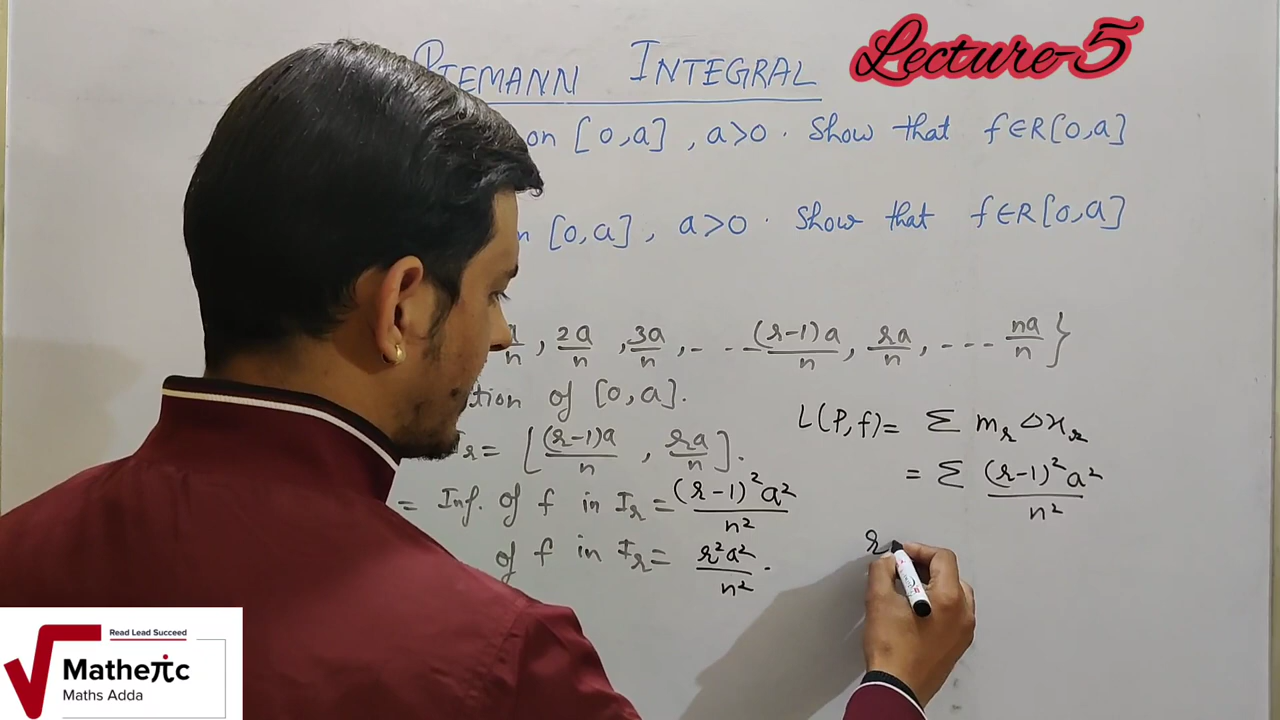 RIEMANN INTEGRAL
Lecture-5
on [0,a], a>0. Show that f∈R[0,a]
[0,a], a>0. Show that f∈R[0,a]
n, 2a/n, 3a/n, . - - (r-1)a/n, ra/n, . - - - na/n}
of [0,a].
Ir = [(r-1)a/n, ra/n].
= Inf. of f in Ir = (r-1)²a²/n²
of f in Ir = r²a²/n².
L(P,f) = Σ mr Δxr
= Σ (r-1)²a²/n²
r
Read Lead Succeed
Matheπc
Maths Adda